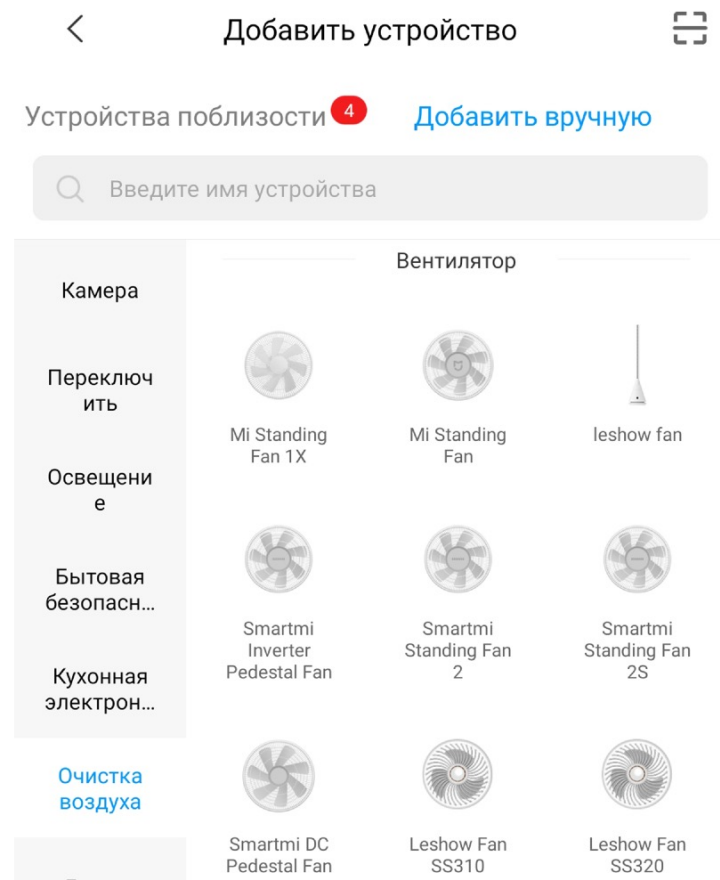 Добавить устройство
Устройства поблизости 4
Добавить вручную
Введите имя устройства
Камера
Переключ
ить
Освещени
е
Бытовая
безопасн...
Кухонная
электрон...
Очистка
воздуха
Вентилятор
Mi Standing
Fan 1X
Mi Standing
Fan
leshow fan
Smartmi
Inverter
Pedestal Fan
Smartmi
Standing Fan
2
Smartmi
Standing Fan
2S
Smartmi DC
Pedestal Fan
Leshow Fan
SS310
Leshow Fan
SS320